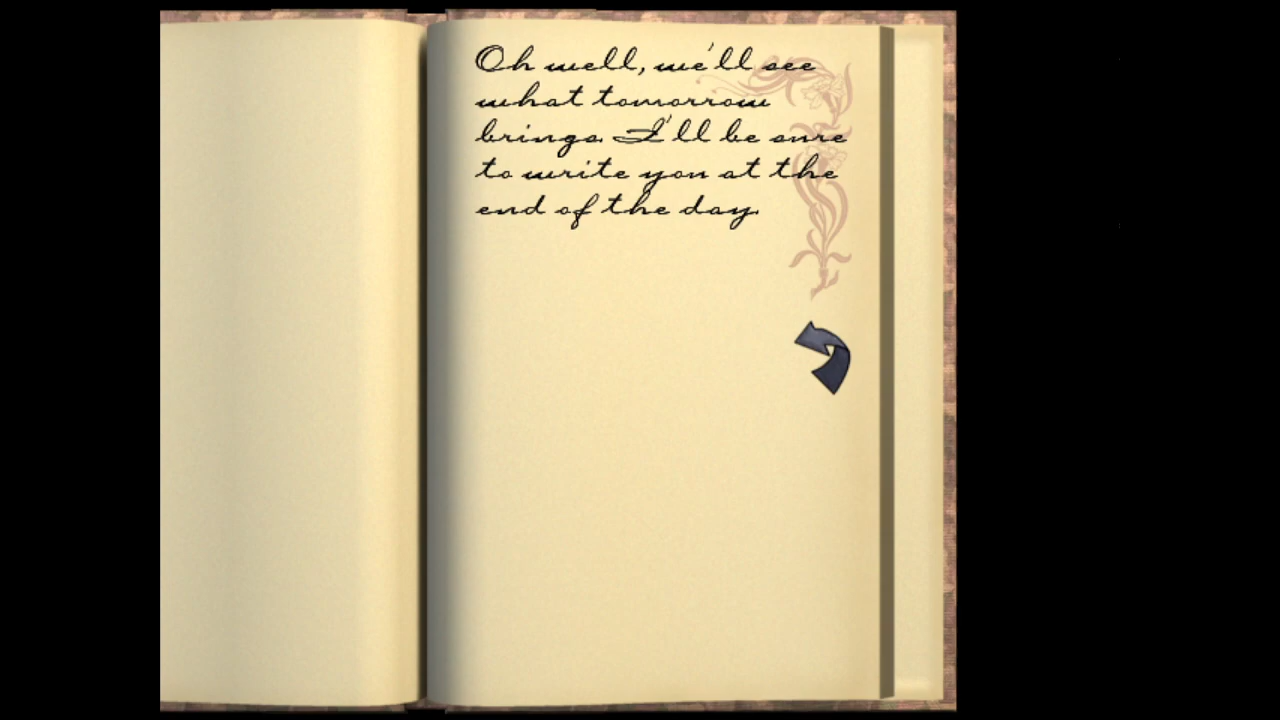 Oh well, we'll see
what tomorrow
brings. I'll be sure
to write you at the
end of the day.